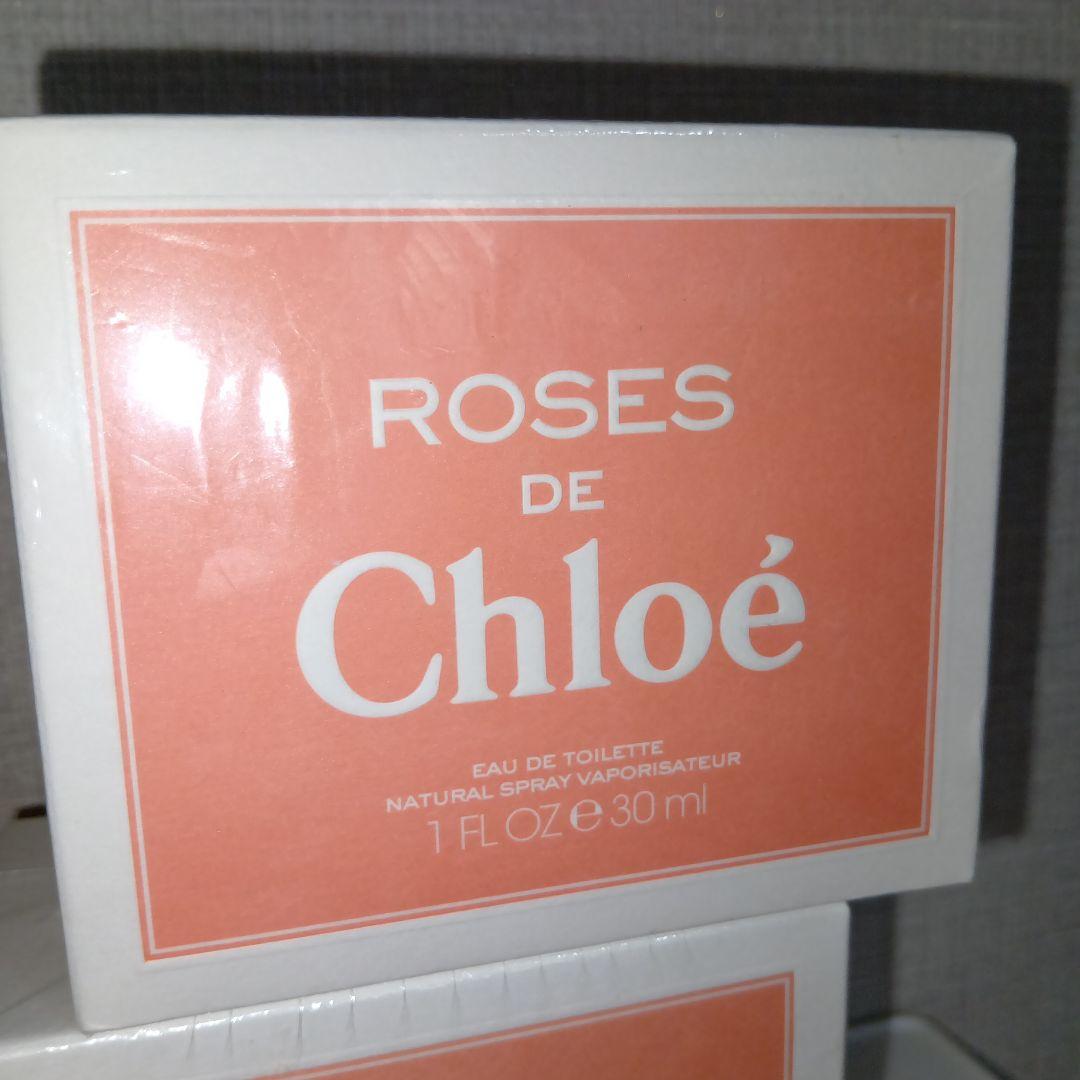 ROSES
DE
Chloé
EAU DE TOILETTE
NATURAL SPRAY VAPORISATEUR
1 FL OZ e 30 ml